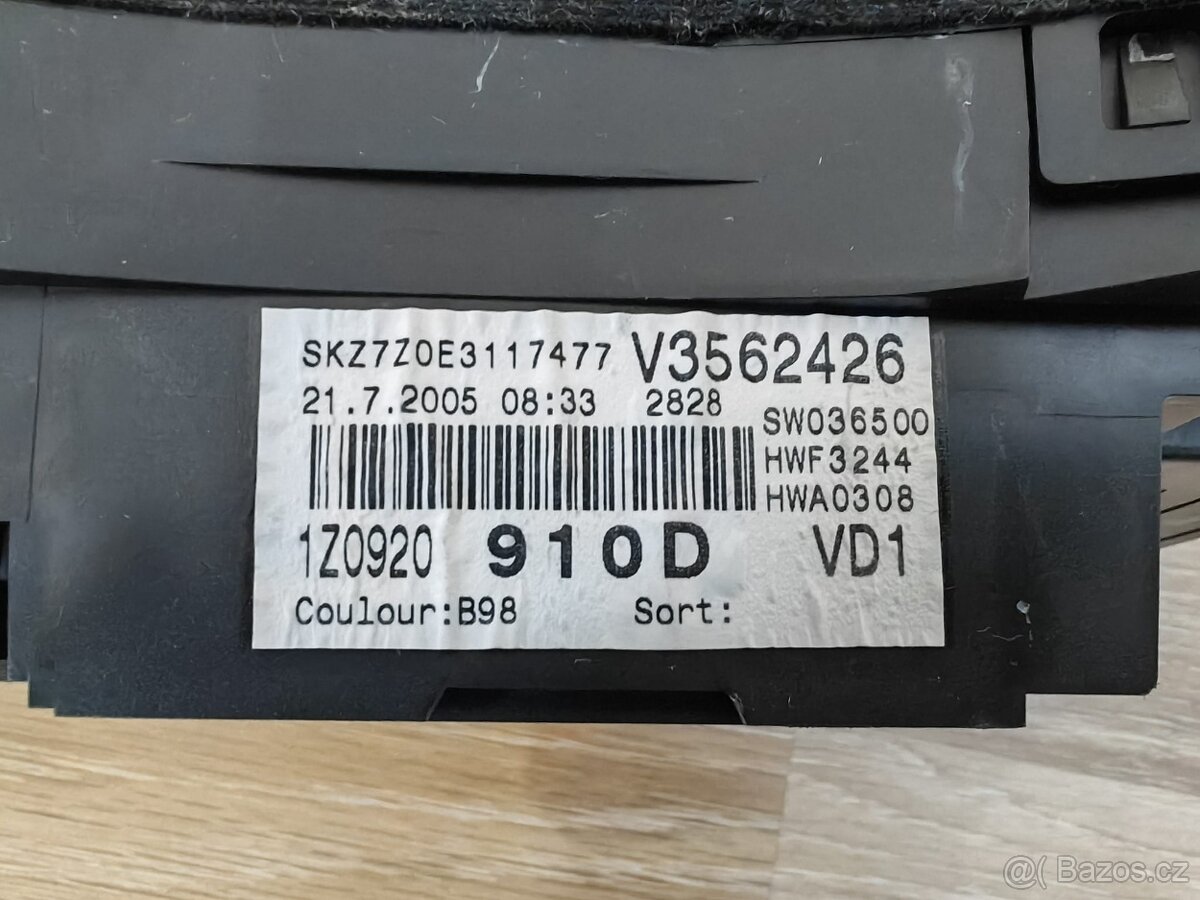 SKZ7Z0E3117477 V3562426
21.7.2005 08:33 2828
SW036500
HWF3244
HWA0308
1Z0920 910D VD1
Coulour:B98 Sort:
@( Bazos.cz